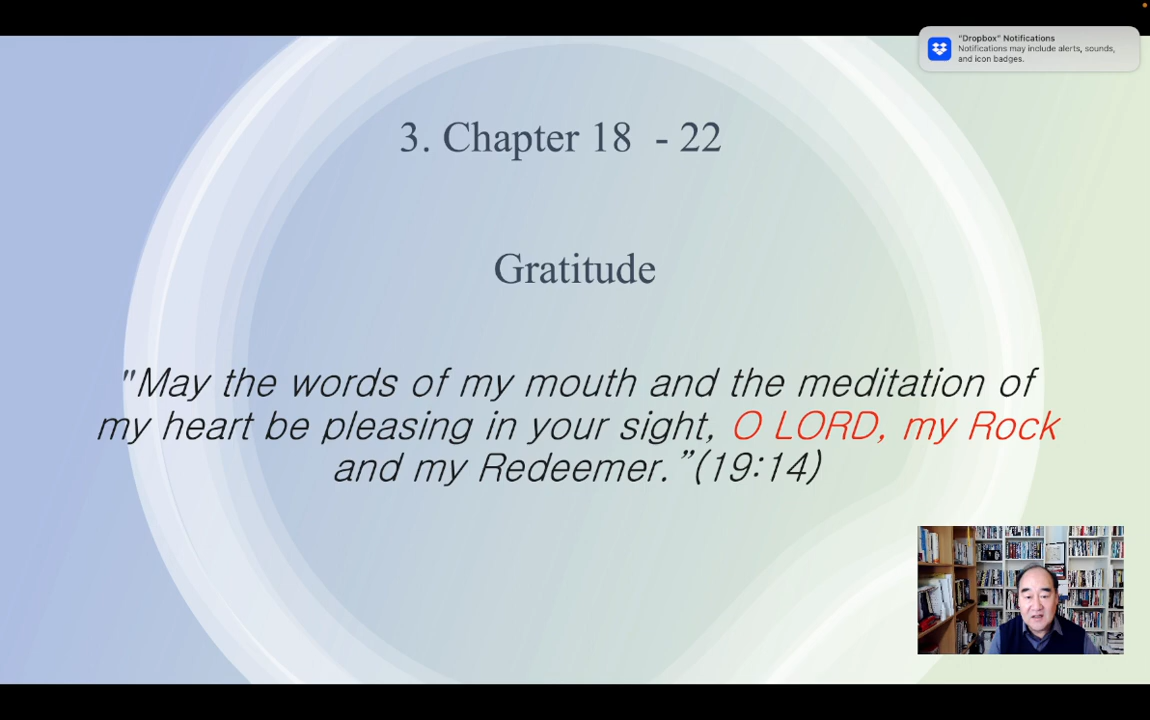 "Dropbox" Notifications
Notifications may include alerts, sounds,
and icon badges.
3. Chapter 18 - 22
Gratitude
"May the words of my mouth and the meditation of
my heart be pleasing in your sight, O LORD, my Rock
and my Redeemer.”(19:14)